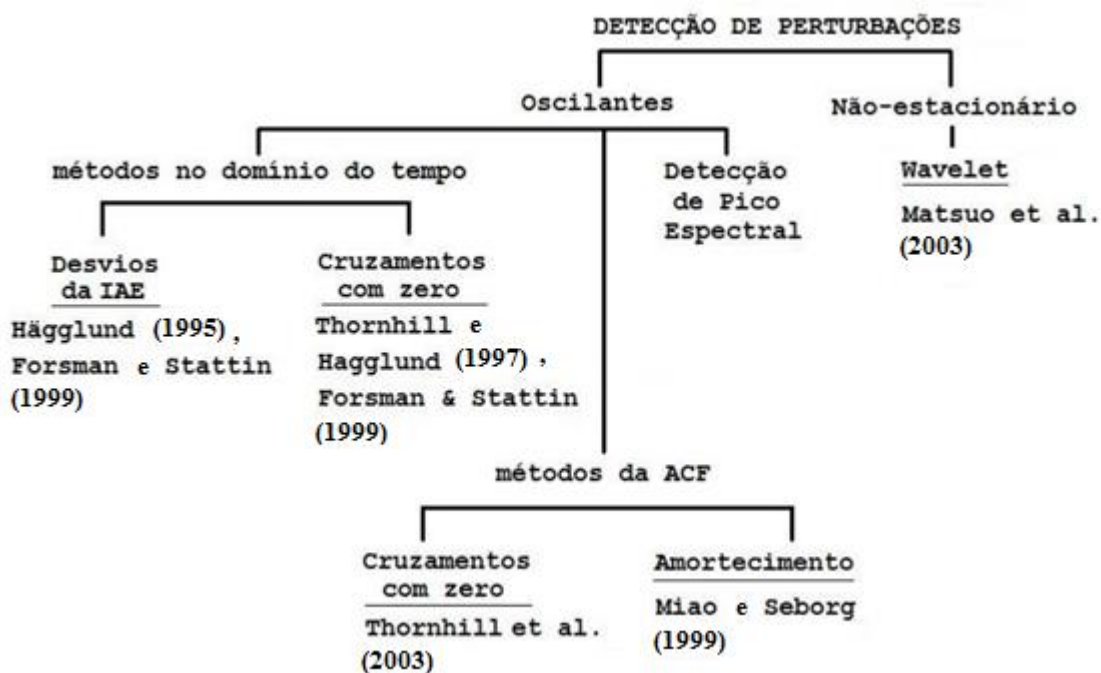 DETECÇÃO DE PERTURBAÇÕES
Oscilantes
Não-estacionário
métodos no domínio do tempo
Detecção
de Pico
Espectral
Wavelet
Matsuo et al.
(2003)
Desvios
da IAE
Hägglund (1995) ,
Forsman e Stattin
(1999)
Cruzamentos
com zero
Thornhill e
Hagglund (1997) ,
Forsman & Stattin
(1999)
métodos da ACF
Cruzamentos
com zero
Thornhill et al.
(2003)
Amortecimento
Miao e Seborg
(1999)